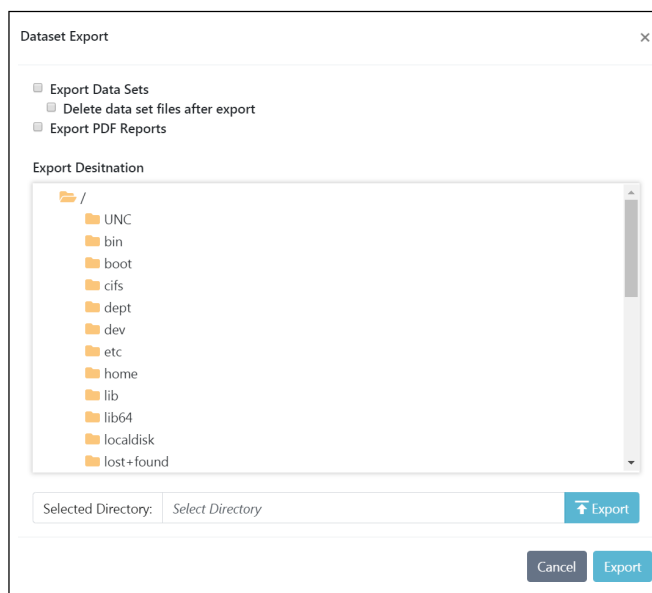 Dataset Export ×
Export Data Sets
Delete data set files after export
Export PDF Reports
Export Desitnation
/
UNC
bin
boot
cifs
dept
dev
etc
home
lib
lib64
localdisk
lost+found
Selected Directory: Select Directory Export
Cancel Export